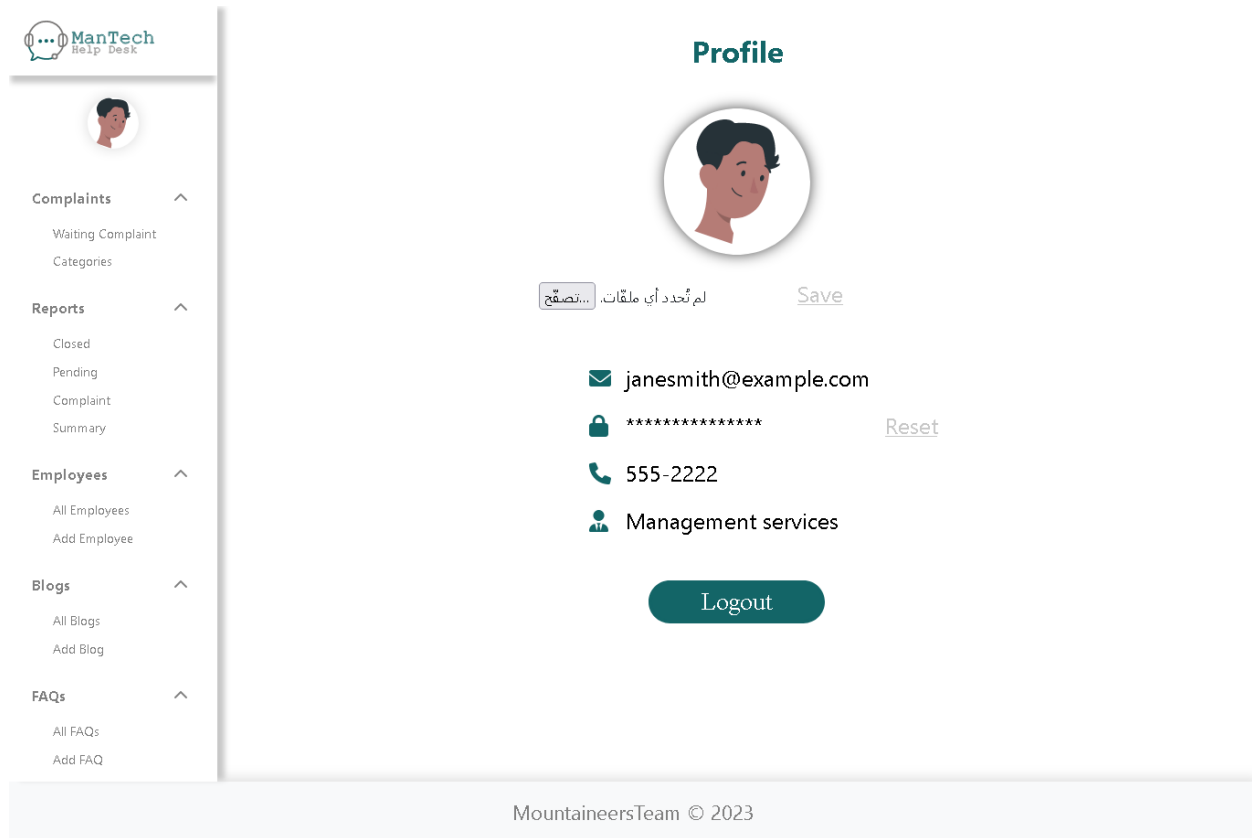 ManTech
Help Desk
Complaints
Waiting Complaint
Categories
Reports
Closed
Pending
Complaint
Summary
Employees
All Employees
Add Employee
Blogs
All Blogs
Add Blog
FAQs
All FAQs
Add FAQ
Profile
تصفّح... لم تُحدد أي ملفّات.
Save
janesmith@example.com
***************
Reset
555-2222
Management services
Logout
MountaineersTeam © 2023